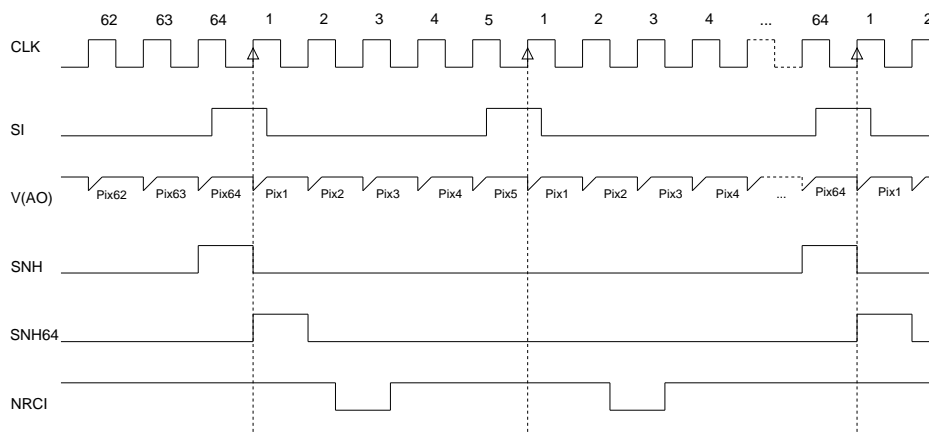 62 63 64 1 2 3 4 5 1 2 3 4 ... 64 1 2
CLK
SI
V(AO) Pix62 Pix63 Pix64 Pix1 Pix2 Pix3 Pix4 Pix5 Pix1 Pix2 Pix3 Pix4 ... Pix64 Pix1
SNH
SNH64
NRCI